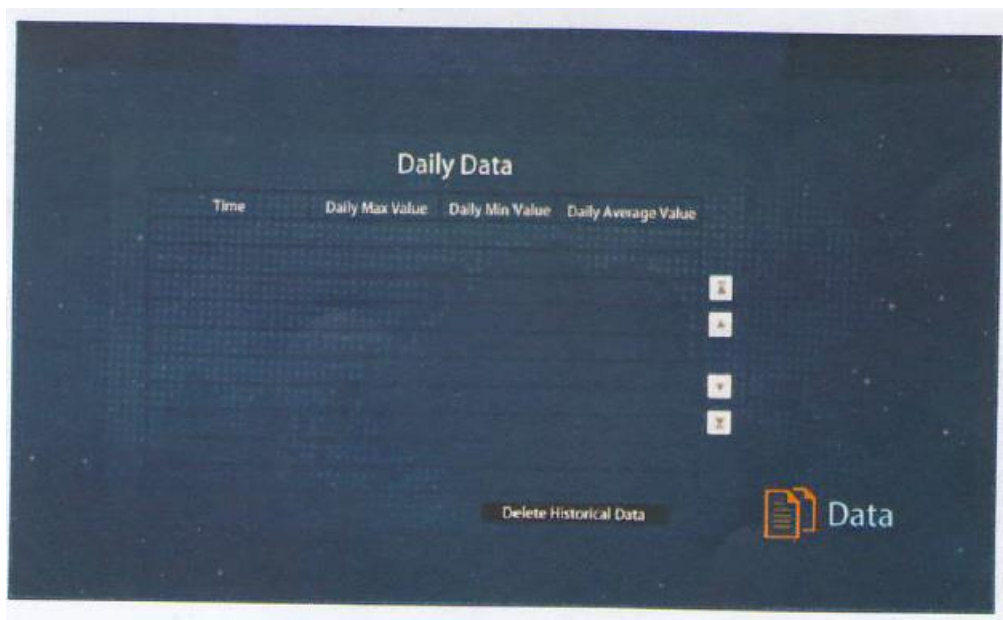 Daily Data
Time Daily Max Value Daily Min Value Daily Average Value
Delete Historical Data
Data